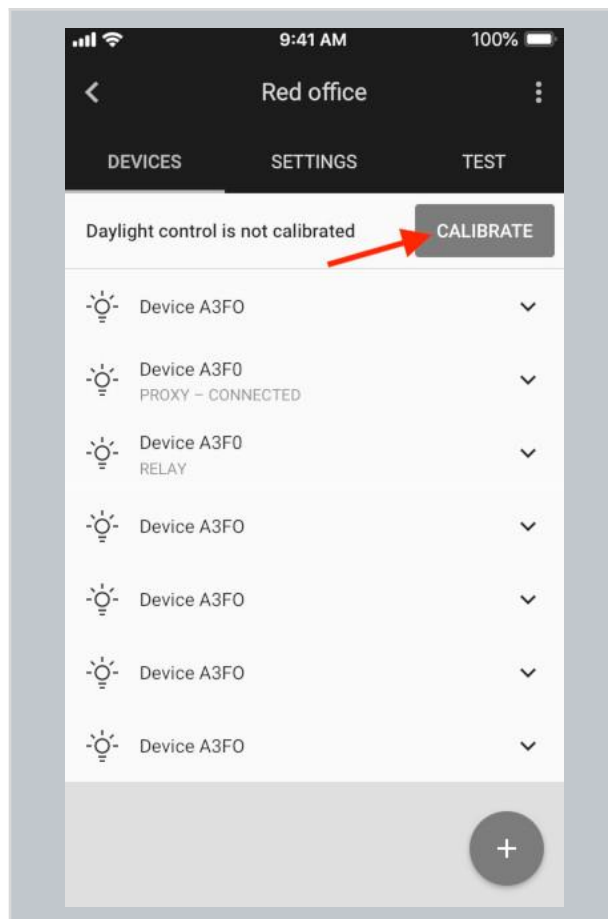 9:41 AM 100%
Red office
DEVICES SETTINGS TEST
Daylight control is not calibrated CALIBRATE
Device A3FO
Device A3F0
PROXY – CONNECTED
Device A3F0
RELAY
Device A3FO
Device A3FO
Device A3FO
Device A3FO